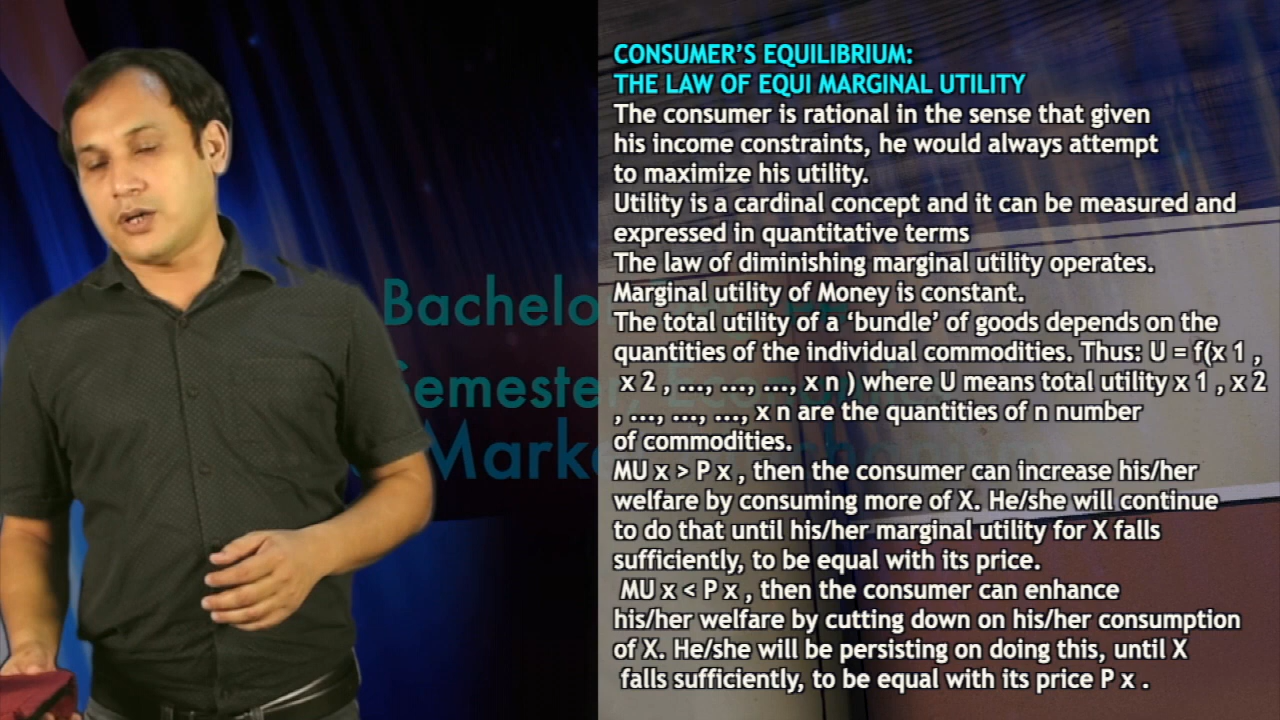 CONSUMER’S EQUILIBRIUM:
THE LAW OF EQUI MARGINAL UTILITY
The consumer is rational in the sense that given
his income constraints, he would always attempt
to maximize his utility.
Utility is a cardinal concept and it can be measured and
expressed in quantitative terms
The law of diminishing marginal utility operates.
Marginal utility of Money is constant.
The total utility of a ‘bundle’ of goods depends on the
quantities of the individual commodities. Thus: U = f(x 1 ,
x 2 , ..., ..., ..., x n ) where U means total utility x 1 , x 2
, ..., ..., ..., x n are the quantities of n number
of commodities.
MU x > P x , then the consumer can increase his/her
welfare by consuming more of X. He/she will continue
to do that until his/her marginal utility for X falls
sufficiently, to be equal with its price.
MU x < P x , then the consumer can enhance
his/her welfare by cutting down on his/her consumption
of X. He/she will be persisting on doing this, until X
falls sufficiently, to be equal with its price P x .